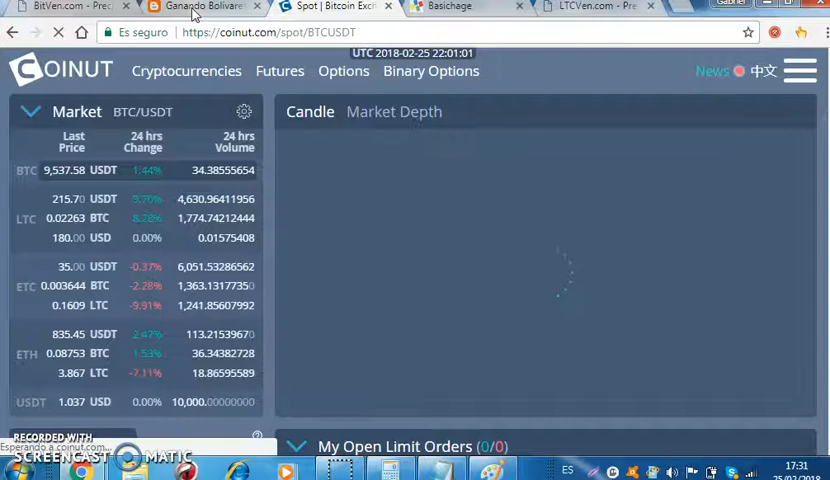 BitVen.com - Prec
Ganando Bolivare
Spot | Bitcoin Exc
Basichage
LTCVen.com - Pre
Gabriel
Es seguro
https://coinut.com/spot/BTCUSDT
UTC 2018-02-25 22:01:01
COINUT
Cryptocurrencies
Futures
Options
Binary Options
News
中文
Market BTC/USDT
Candle
Market Depth
Last Price
24 hrs Change
24 hrs Volume
BTC 9,537.58 USDT 1.44% 34.38555654
215.70 USDT 9.70% 4,630.96411956
LTC 0.02263 BTC 8.28% 1,774.74212444
180.00 USD 0.00% 0.01575408
35.00 USDT -0.37% 6,051.53286562
ETC 0.003644 BTC -2.28% 1,363.13177350
0.1609 LTC -9.91% 1,241.85607992
835.45 USDT 2.47% 113.21539670
ETH 0.08753 BTC 1.53% 36.34382728
3.867 LTC -7.11% 18.86595589
USDT 1.037 USD 0.00% 10,000.00000000
My Open Limit Orders (0/0)
RECORDED WITH
Esperando a coinut.com...
SCREENCAST MATIC
ES
17:31
25/02/2018